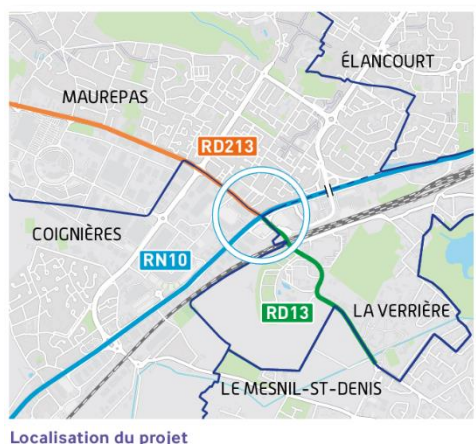 ÉLANCOURT
MAUREPAS
RD213
COIGNIÈRES
RN10
RD13
LA VERRIÈRE
LE MESNIL-ST-DENIS
Localisation du projet